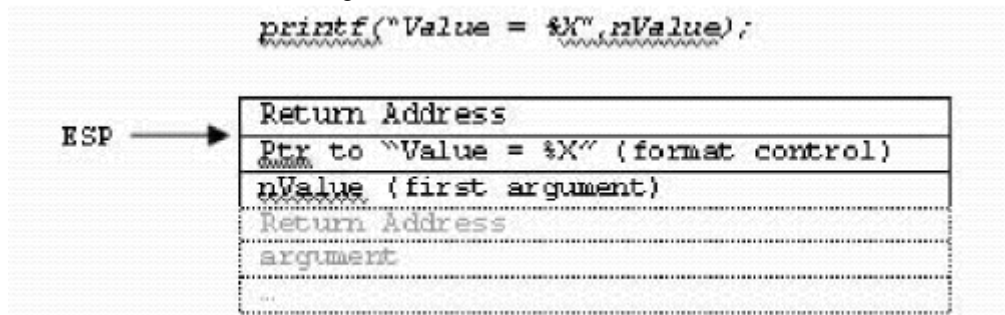 printf("Value = %X",nValue);
Return Address
ESP
Ptr to "Value = %X" (format control)
nValue (first argument)
Return Address
argument
...